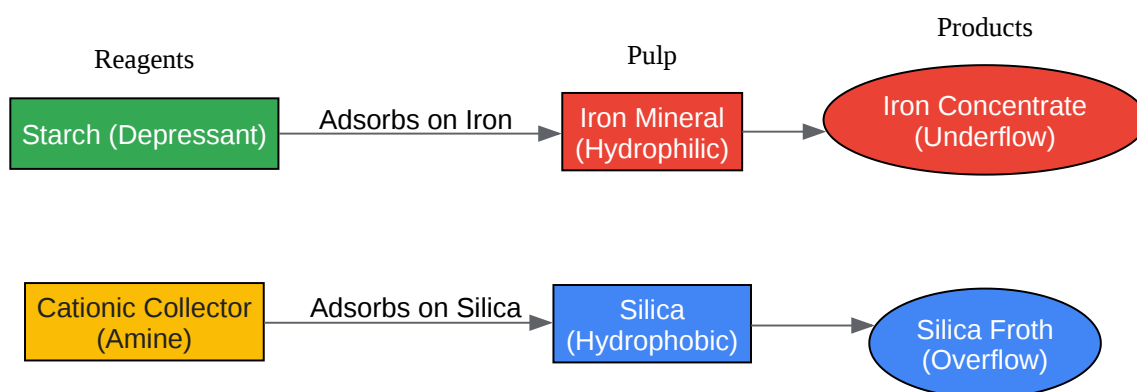 Reagents
Pulp
Products
Starch (Depressant)
Adsorbs on Iron
Iron Mineral
(Hydrophilic)
Iron Concentrate
(Underflow)
Cationic Collector
(Amine)
Adsorbs on Silica
Silica
(Hydrophobic)
Silica Froth
(Overflow)